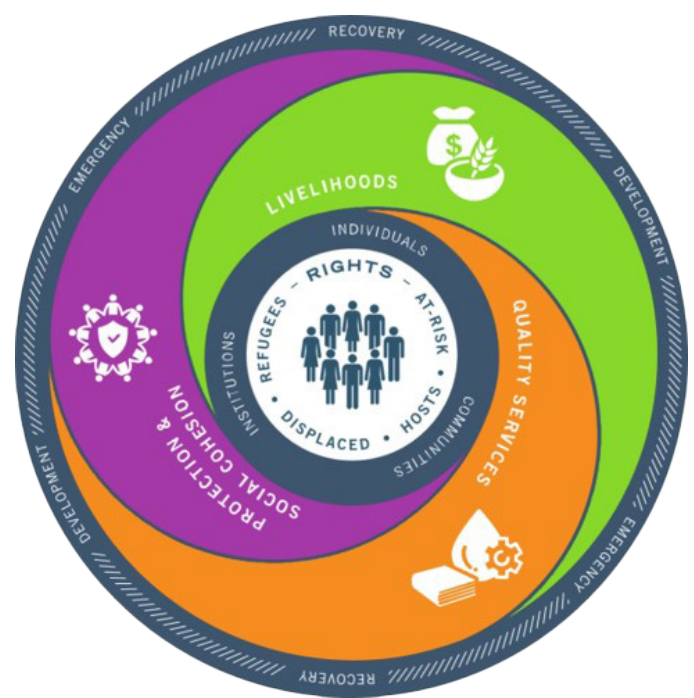 RECOVERY
DEVELOPMENT
EMERGENCY
RECOVERY
DEVELOPMENT
EMERGENCY
LIVELIHOODS
$
QUALITY SERVICES
PROTECTION &
SOCIAL COHESION
INDIVIDUALS
COMMUNITIES
INSTITUTIONS
REFUGEES – RIGHTS – AT-RISK
• DISPLACED • HOSTS •